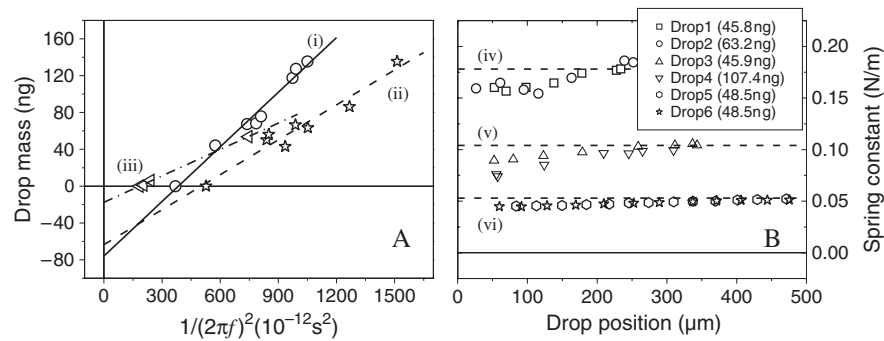 160
120
80
40
0
-40
-80
Drop mass (ng)
(i)
(ii)
(iii)
A
0 300 600 900 1200 1500
1/(2πf)²(10⁻¹²s²)
Drop1 (45.8ng)
Drop2 (63.2ng)
Drop3 (45.9ng)
Drop4 (107.4ng)
Drop5 (48.5ng)
Drop6 (48.5ng)
(iv)
(v)
(vi)
B
0.20
0.15
0.10
0.05
0.00
Spring constant (N/m)
0 100 200 300 400 500
Drop position (μm)